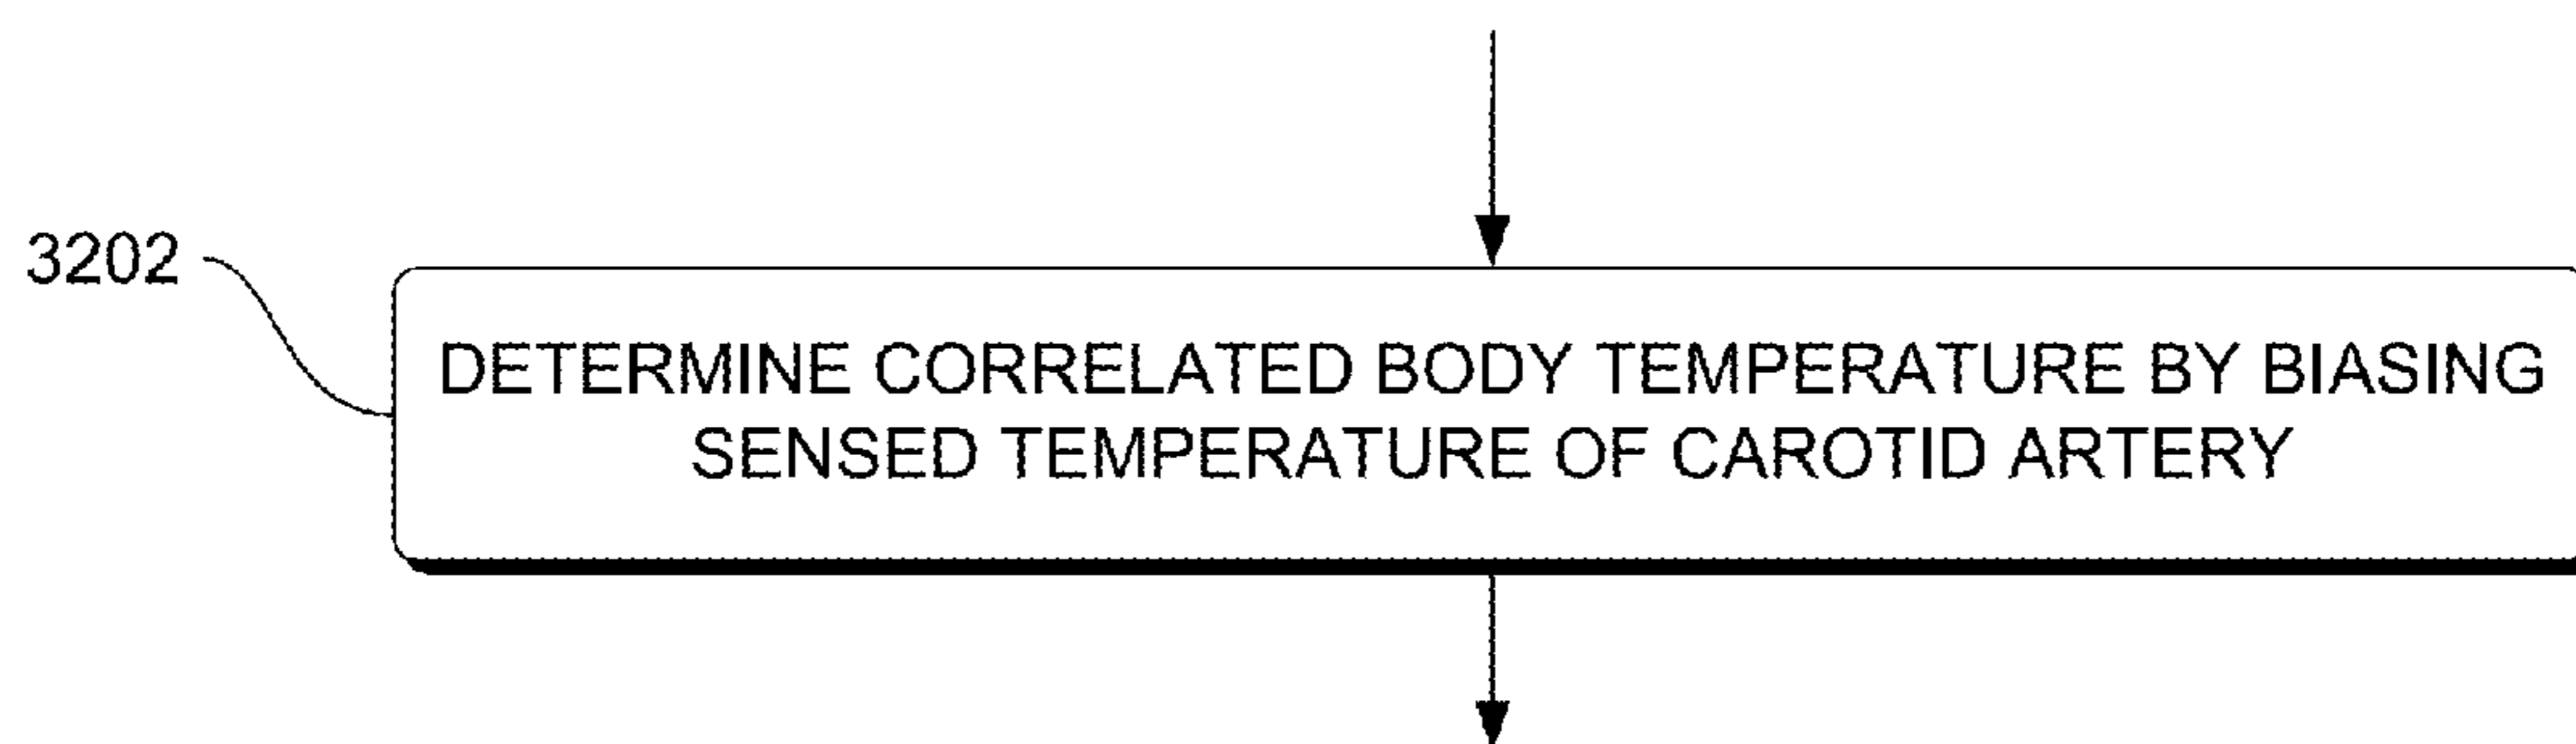 3202
DETERMINE CORRELATED BODY TEMPERATURE BY BIASING
SENSED TEMPERATURE OF CAROTID ARTERY